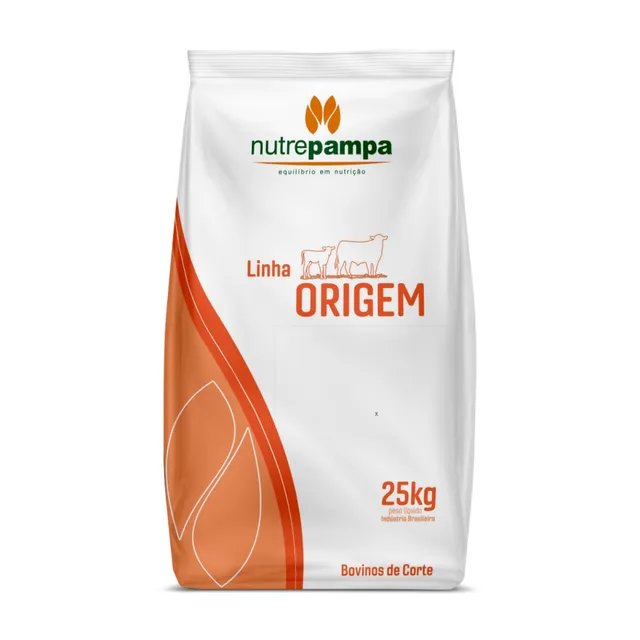 nutrepampa
equilíbrio em nutrição
Linha
ORIGEM
x
25kg
peso líquido
Indústria Brasileira
Bovinos de Corte